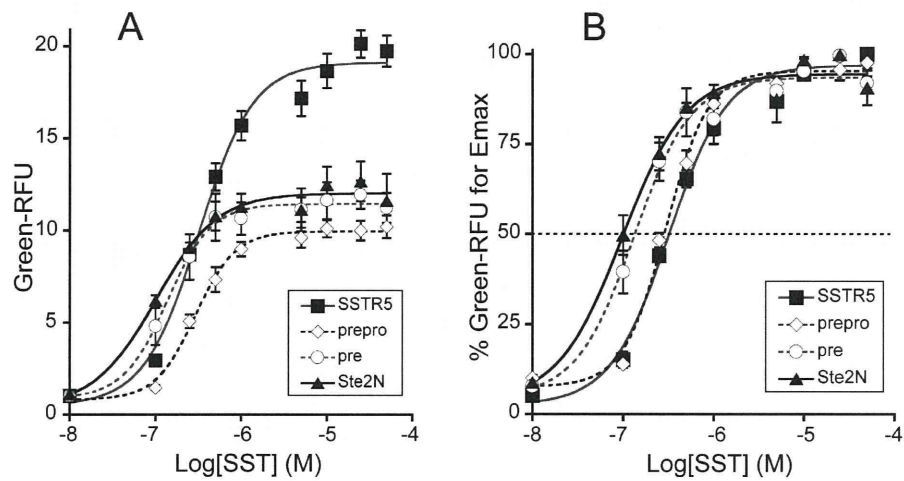 A
20
15
10
5
0
Green-RFU
-8 -7 -6 -5 -4
Log[SST] (M)
SSTR5
prepro
pre
Ste2N
B
100
75
50
25
0
% Green-RFU for Emax
-8 -7 -6 -5 -4
Log[SST] (M)
SSTR5
prepro
pre
Ste2N